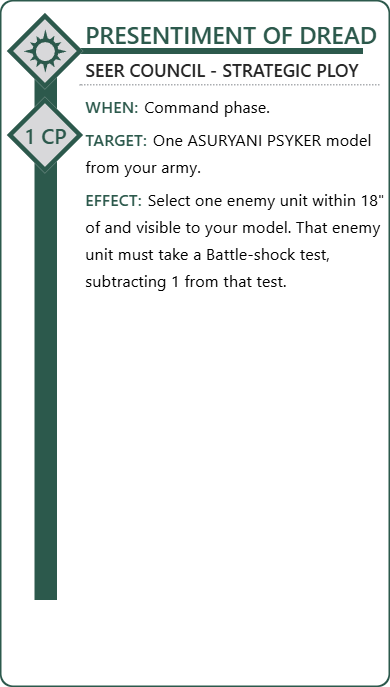 PRESENTIMENT OF DREAD
SEER COUNCIL - STRATEGIC PLOY
WHEN: Command phase.
1 CP
TARGET: One ASURYANI PSYKER model
from your army.
EFFECT: Select one enemy unit within 18"
of and visible to your model. That enemy
unit must take a Battle-shock test,
subtracting 1 from that test.